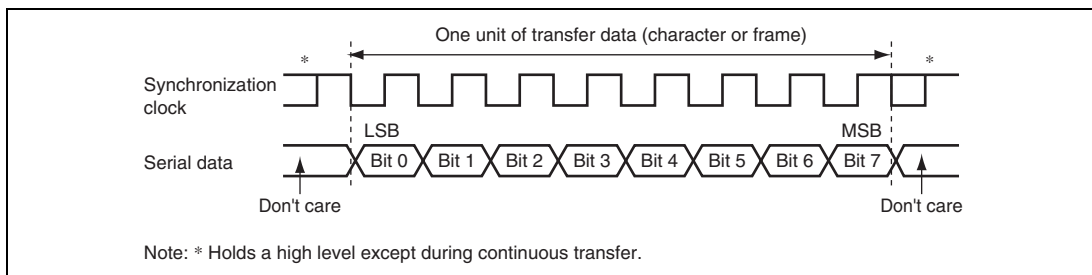 One unit of transfer data (character or frame)
* *
Synchronization
clock
LSB MSB
Serial data Bit 0 Bit 1 Bit 2 Bit 3 Bit 4 Bit 5 Bit 6 Bit 7
Don't care Don't care
Note: * Holds a high level except during continuous transfer.